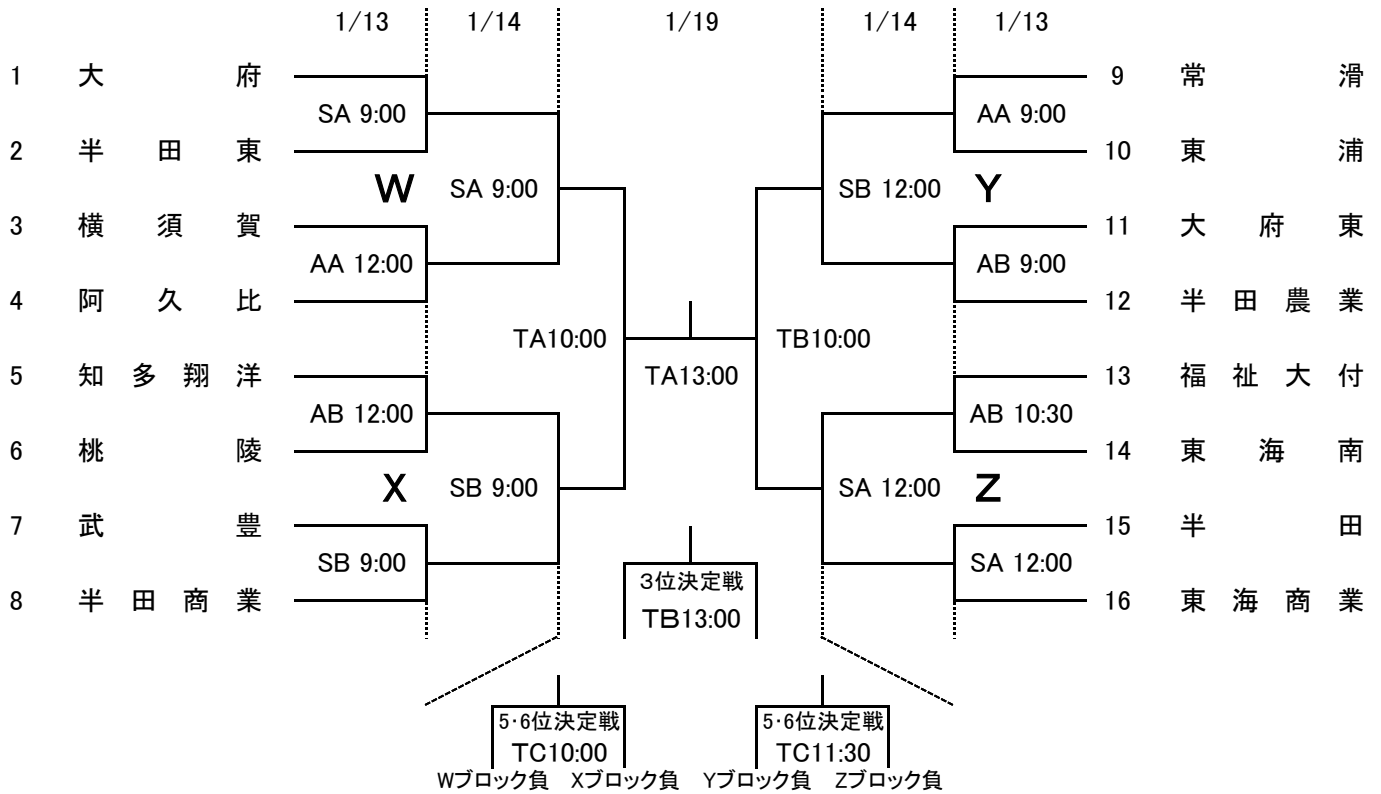 1/13 1/14 1/19 1/14 1/13
1 大府 9 常滑
SA 9:00 AA 9:00
2 半田東 10 東浦
W SA 9:00 SB 12:00 Y
3 横須賀 11 大府東
AA 12:00 AB 9:00
4 阿久比 12 半田農業
TA10:00 TB10:00
5 知多翔洋 TA13:00 13 福祉大付
AB 12:00 AB 10:30
6 桃陵 14 東海南
X SB 9:00 SA 12:00 Z
7 武豊 15 半田
SB 9:00 SA 12:00
3位決定戦
8 半田商業 16 東海商業
TB13:00
5・6位決定戦 5・6位決定戦
TC10:00 TC11:30
Wブロック負 Xブロック負 Yブロック負 Zブロック負